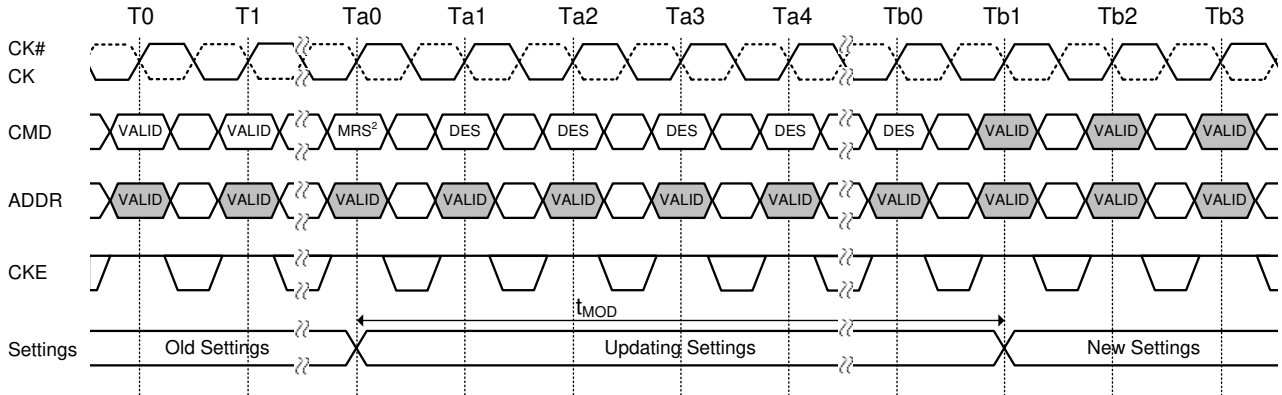 T0 T1 Ta0 Ta1 Ta2 Ta3 Ta4 Tb0 Tb1 Tb2 Tb3
CK#
CK
CMD VALID VALID MRS² DES DES DES DES DES VALID VALID VALID
ADDR VALID VALID VALID VALID VALID VALID VALID VALID VALID VALID VALID
CKE
tMOD
Settings Old Settings Updating Settings New Settings